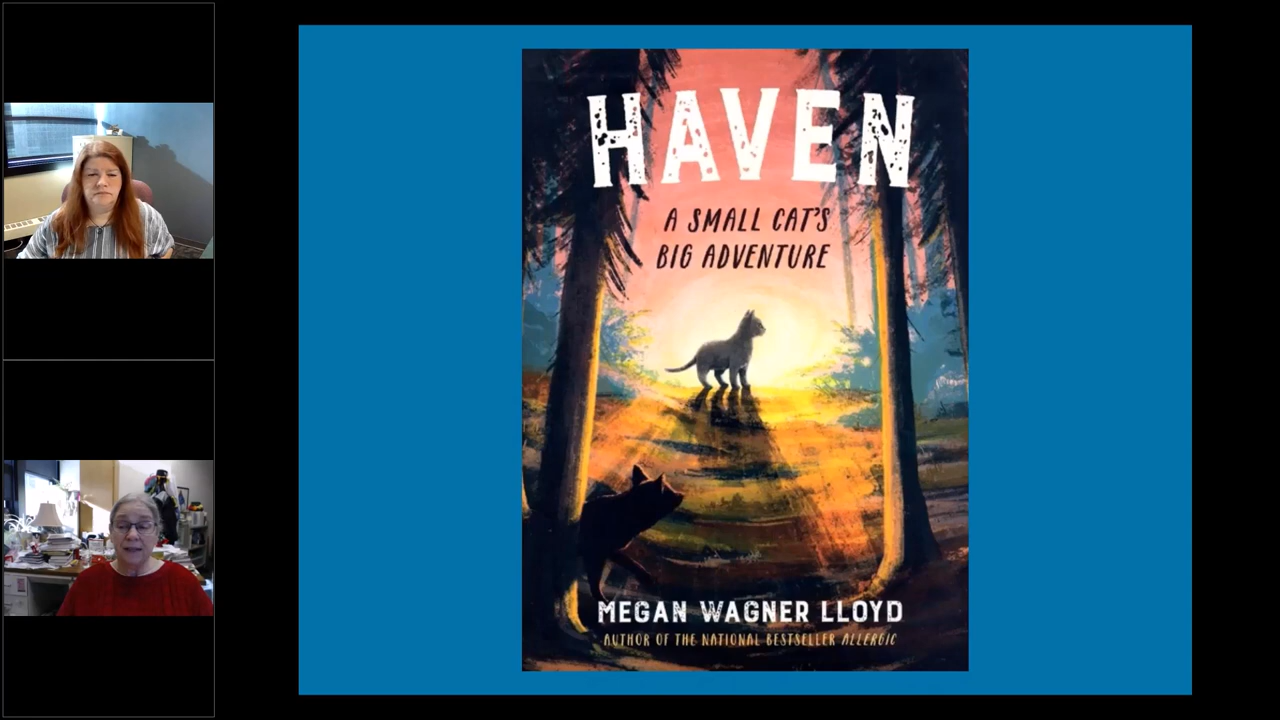 HAVEN
A SMALL CAT'S
BIG ADVENTURE
MEGAN WAGNER LLOYD
AUTHOR OF THE NATIONAL BESTSELLER ALLERGIC